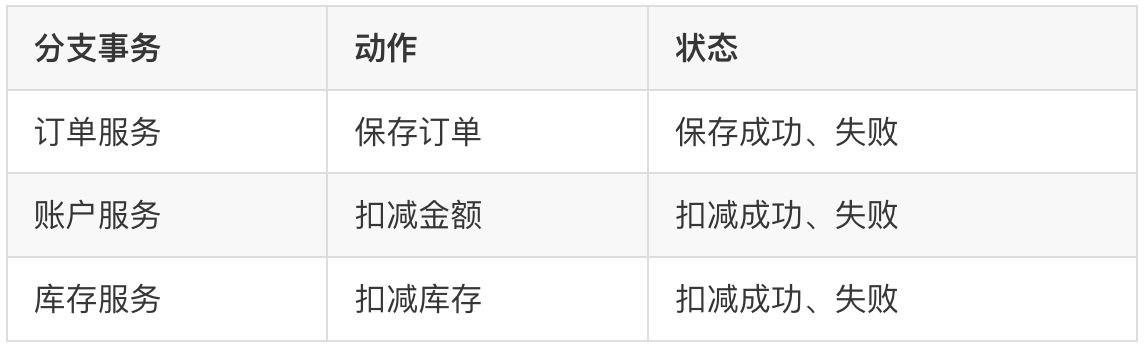 分支事务 动作 状态
订单服务 保存订单 保存成功、失败
账户服务 扣减金额 扣减成功、失败
库存服务 扣减库存 扣减成功、失败